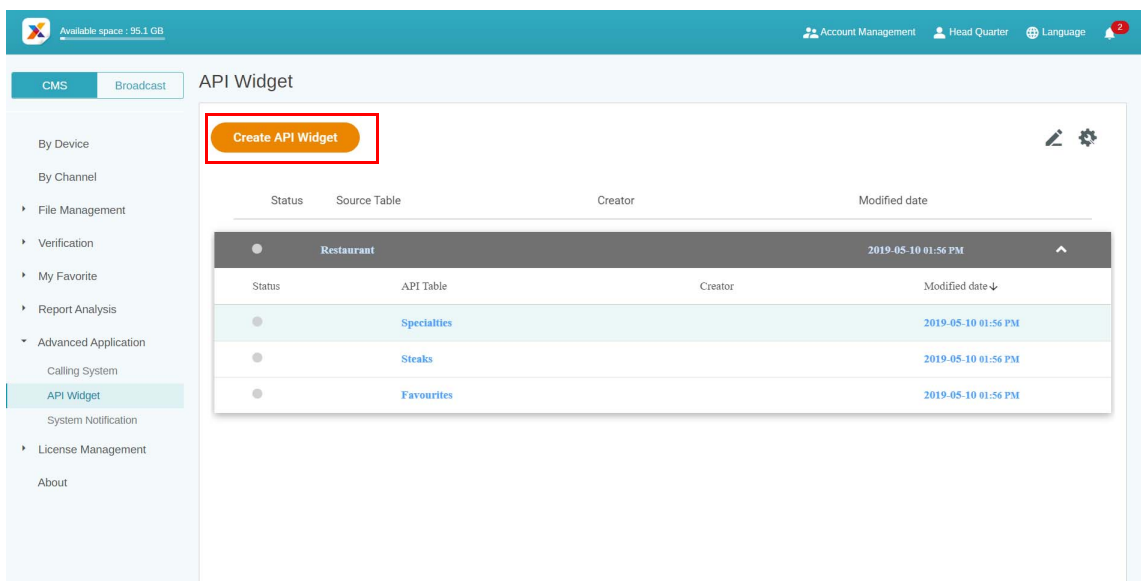 Available space : 95.1 GB
Account Management Head Quarter Language 2
CMS Broadcast
API Widget
Create API Widget
By Device
By Channel
File Management
Verification
My Favorite
Report Analysis
Advanced Application
Calling System
API Widget
System Notification
License Management
About
Status Source Table Creator Modified date
Restaurant 2019-05-10 01:56 PM
Status API Table Creator Modified date
Specialties 2019-05-10 01:56 PM
Steaks 2019-05-10 01:56 PM
Favourites 2019-05-10 01:56 PM